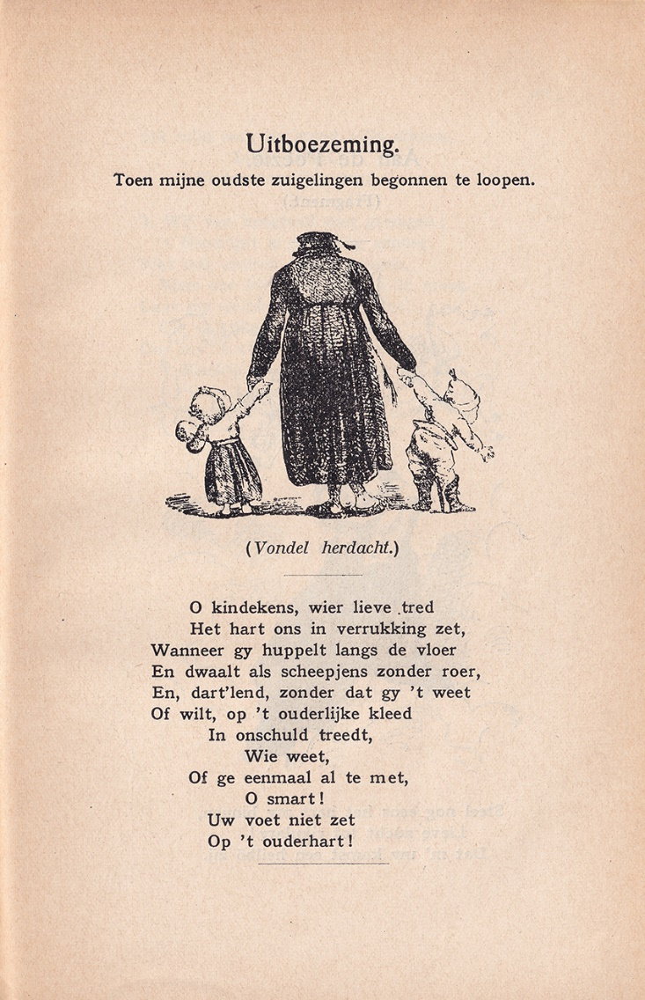 Uitboezeming.
Toen mijne oudste zuigelingen begonnen te loopen.
(Vondel herdacht.)
O kindekens, wier lieve tred
Het hart ons in verrukking zet,
Wanneer gy huppelt langs de vloer
En dwaalt als scheepjens zonder roer,
En, dart'lend, zonder dat gy 't weet
Of wilt, op 't ouderlijke kleed
In onschuld treedt,
Wie weet,
Of ge eenmaal al te met,
O smart!
Uw voet niet zet
Op 't ouderhart!